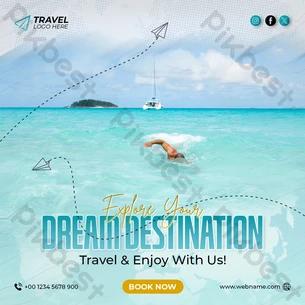 TRAVEL
LOGO HERE
Explore Your
DREAM DESTINATION
Travel & Enjoy With Us!
+00 1234 5678 900
BOOK NOW
www.webname.com
pixbest